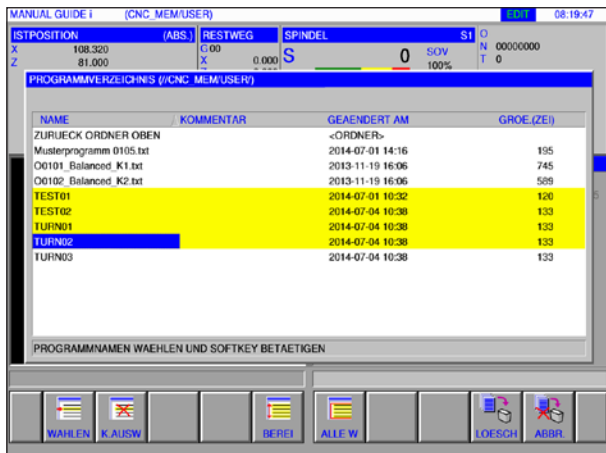 MANUAL GUIDE i (CNC_MEM/USER) EDIT 08:19:47
ISTPOSITION (ABS.) RESTWEG SPINDEL S1 O
X 108.320 G00 S 0 SOV N 00000000
Z 81.000 X 0.000 100% T 0
PROGRAMMVERZEICHNIS (//CNC_MEM/USER/)
NAME KOMMENTAR GEAENDERT AM GROE.(ZEI)
ZURUECK ORDNER OBEN <ORDNER>
Musterprogramm 0105.txt 2014-07-01 14:16 195
O0101_Balanced_K1.txt 2013-11-19 16:06 745
O0102_Balanced_K2.txt 2013-11-19 16:06 589
TEST01 2014-07-01 10:32 120
TEST02 2014-07-04 10:38 133
TURN01 2014-07-04 10:38 133
TURN02 2014-07-04 10:38 133
TURN03 2014-07-04 10:38 133
PROGRAMMNAMEN WAEHLEN UND SOFTKEY BETAETIGEN
WAHLEN K.AUSW BEREI ALLE W LOESCH ABBR.